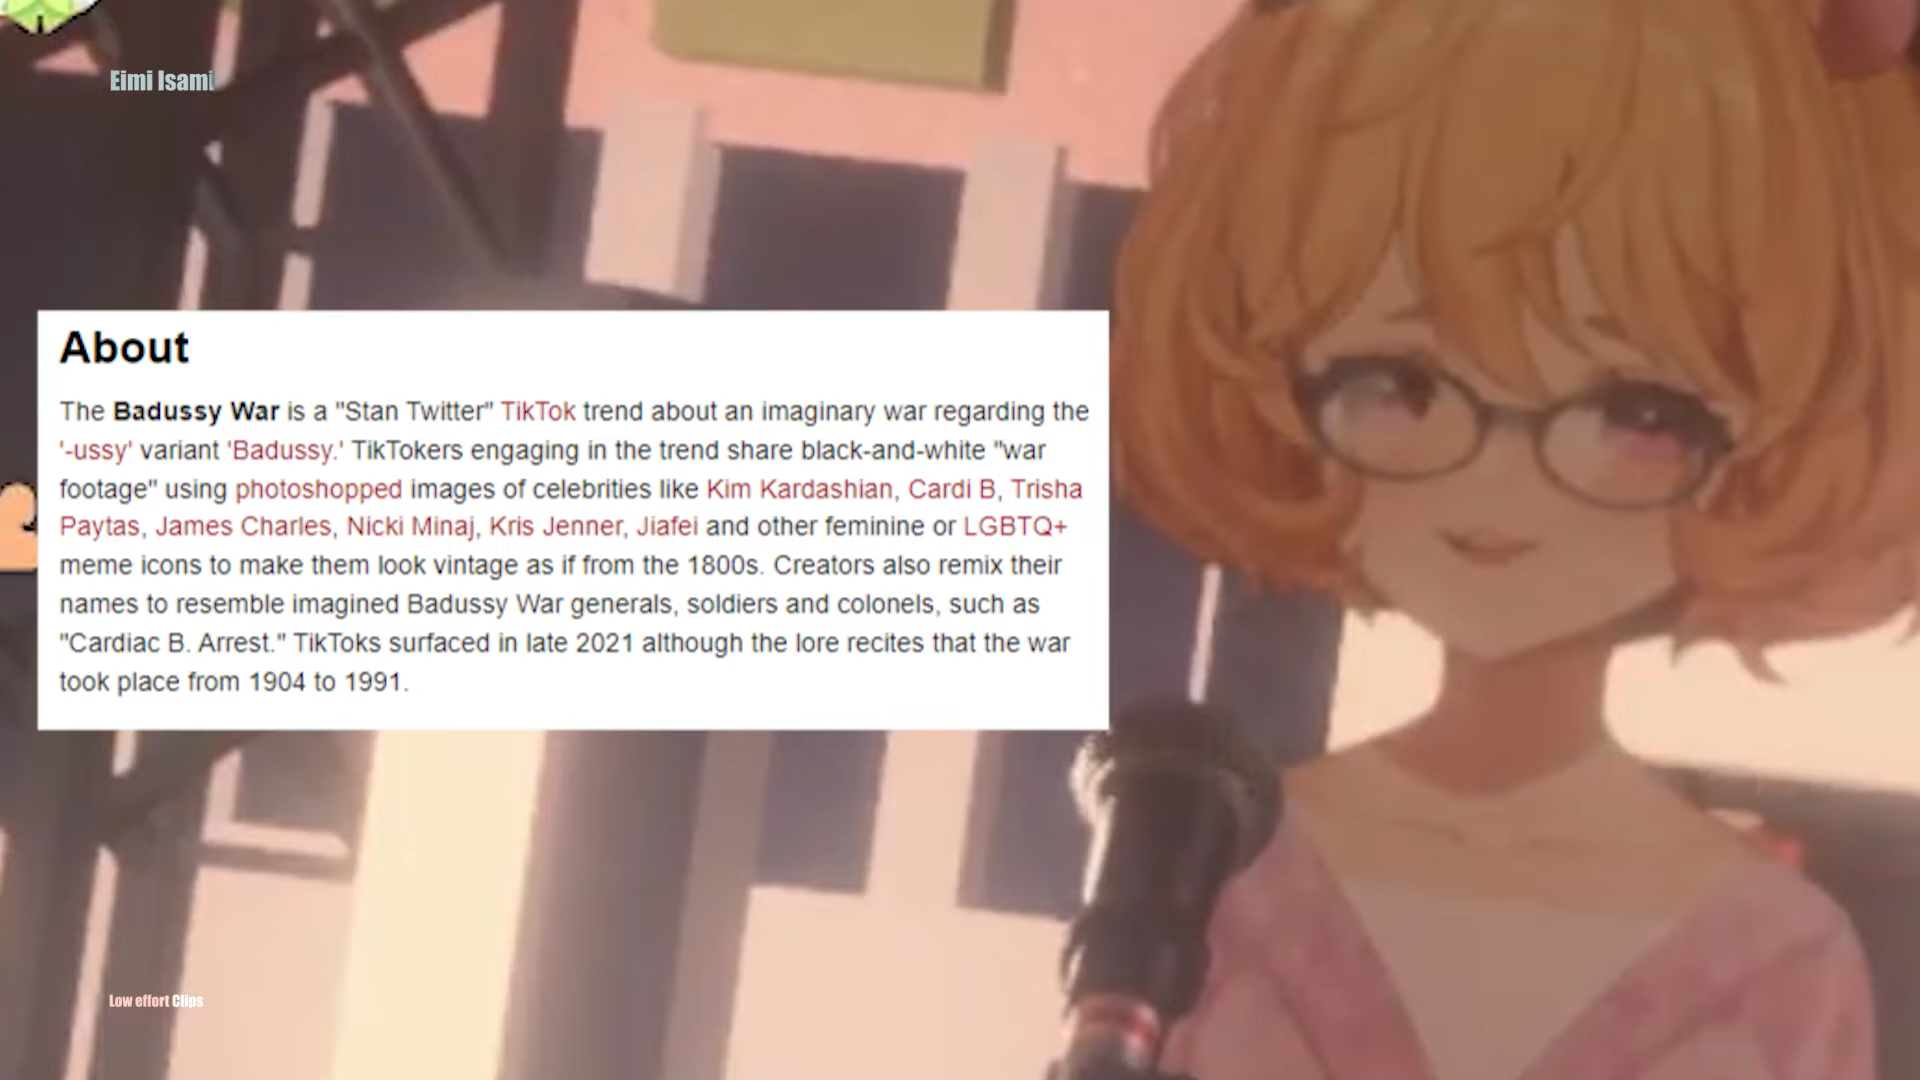 Eimi Isami
About
The Badussy War is a "Stan Twitter" TikTok trend about an imaginary war regarding the
'-ussy' variant 'Badussy.' TikTokers engaging in the trend share black-and-white "war
footage" using photoshopped images of celebrities like Kim Kardashian, Cardi B, Trisha
Paytas, James Charles, Nicki Minaj, Kris Jenner, Jiafei and other feminine or LGBTQ+
meme icons to make them look vintage as if from the 1800s. Creators also remix their
names to resemble imagined Badussy War generals, soldiers and colonels, such as
"Cardiac B. Arrest." TikToks surfaced in late 2021 although the lore recites that the war
took place from 1904 to 1991.
Low effort Clips